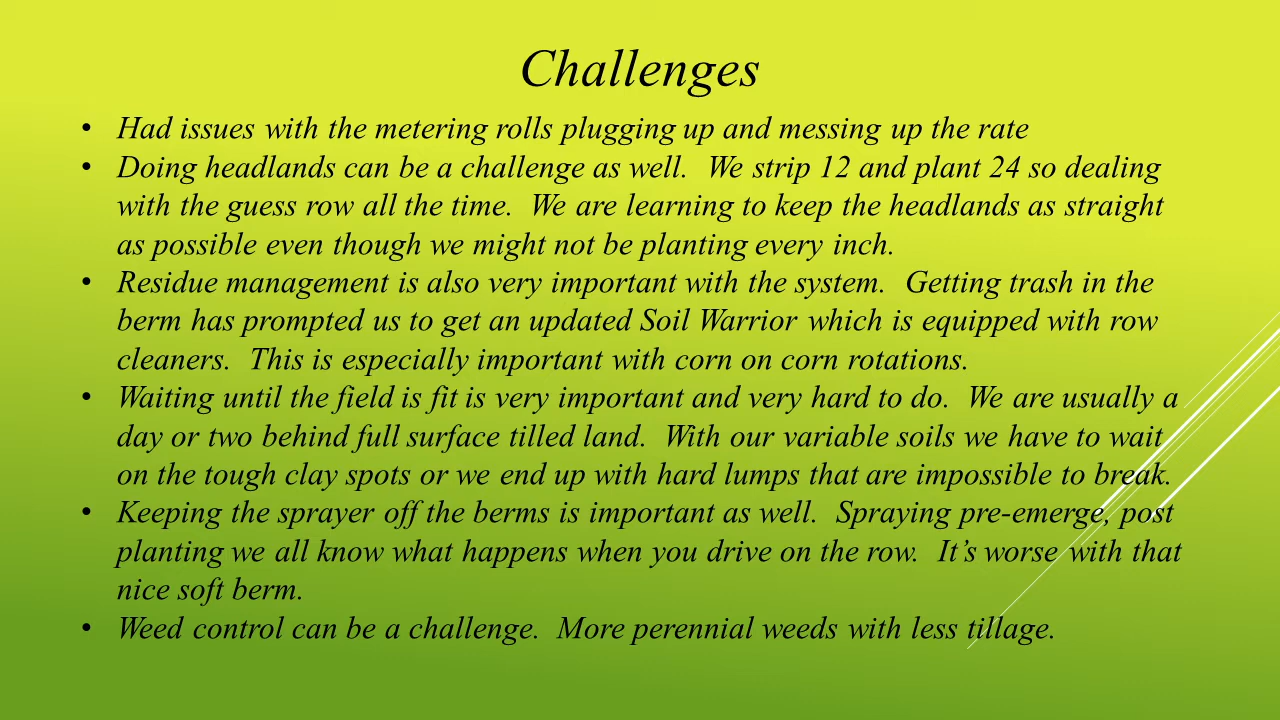 Challenges
• Had issues with the metering rolls plugging up and messing up the rate
• Doing headlands can be a challenge as well.  We strip 12 and plant 24 so dealing
with the guess row all the time.  We are learning to keep the headlands as straight
as possible even though we might not be planting every inch.
• Residue management is also very important with the system.  Getting trash in the
berm has prompted us to get an updated Soil Warrior which is equipped with row
cleaners.  This is especially important with corn on corn rotations.
• Waiting until the field is fit is very important and very hard to do.  We are usually a
day or two behind full surface tilled land.  With our variable soils we have to wait
on the tough clay spots or we end up with hard lumps that are impossible to break.
• Keeping the sprayer off the berms is important as well.  Spraying pre-emerge, post
planting we all know what happens when you drive on the row.  It’s worse with that
nice soft berm.
• Weed control can be a challenge.  More perennial weeds with less tillage.